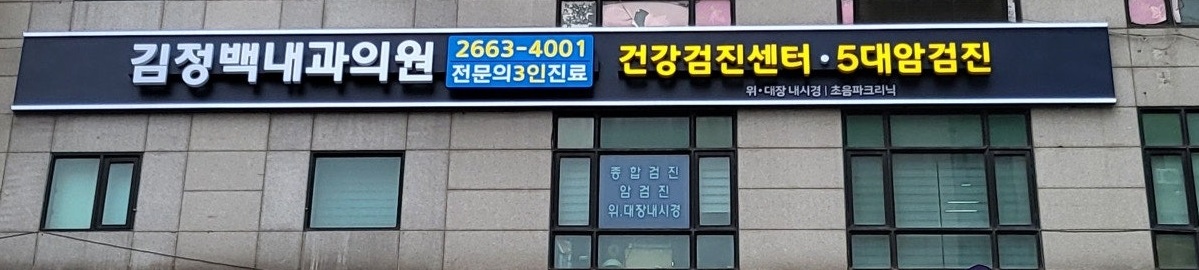 김정백내과의원
2663-4001
전문의3인진료
건강검진센터·5대암검진
위·대장 내시경 | 초음파크리닉
종합검진
암검진
위.대장내시경